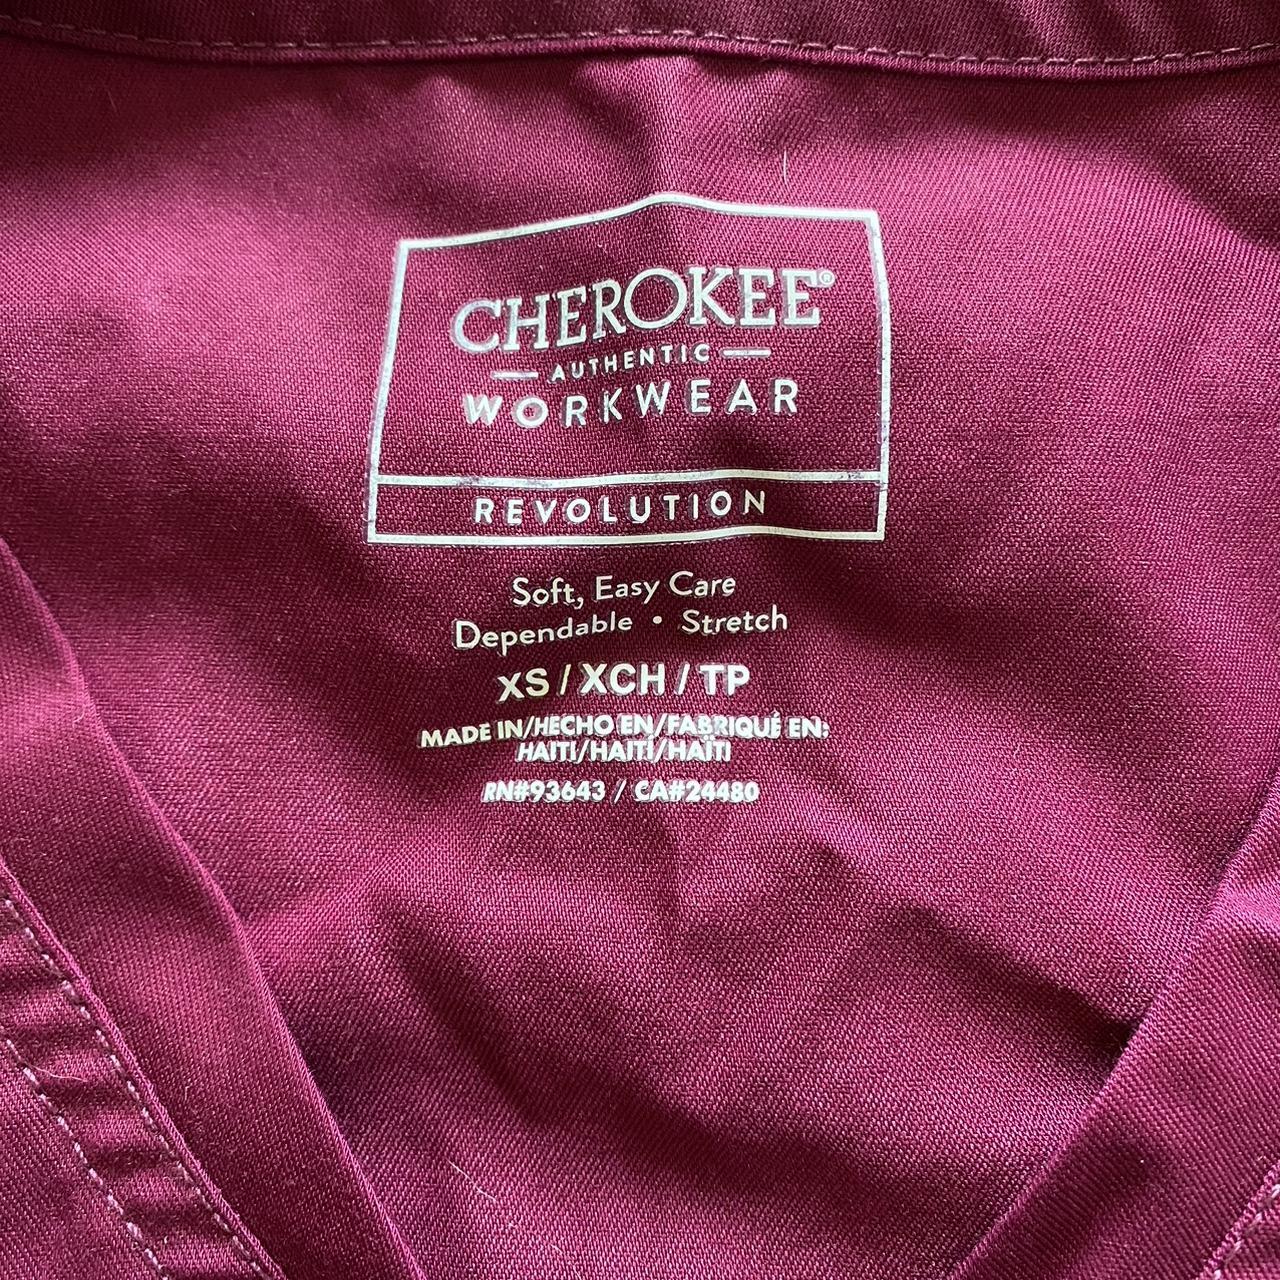 CHEROKEE®
AUTHENTIC
WORKWEAR
REVOLUTION
Soft, Easy Care
Dependable • Stretch
XS / XCH / TP
MADE IN/HECHO EN/FABRIQUÉ EN:
HAITI/HAITÍ/HAÏTI
RN#93643 / CA#24480